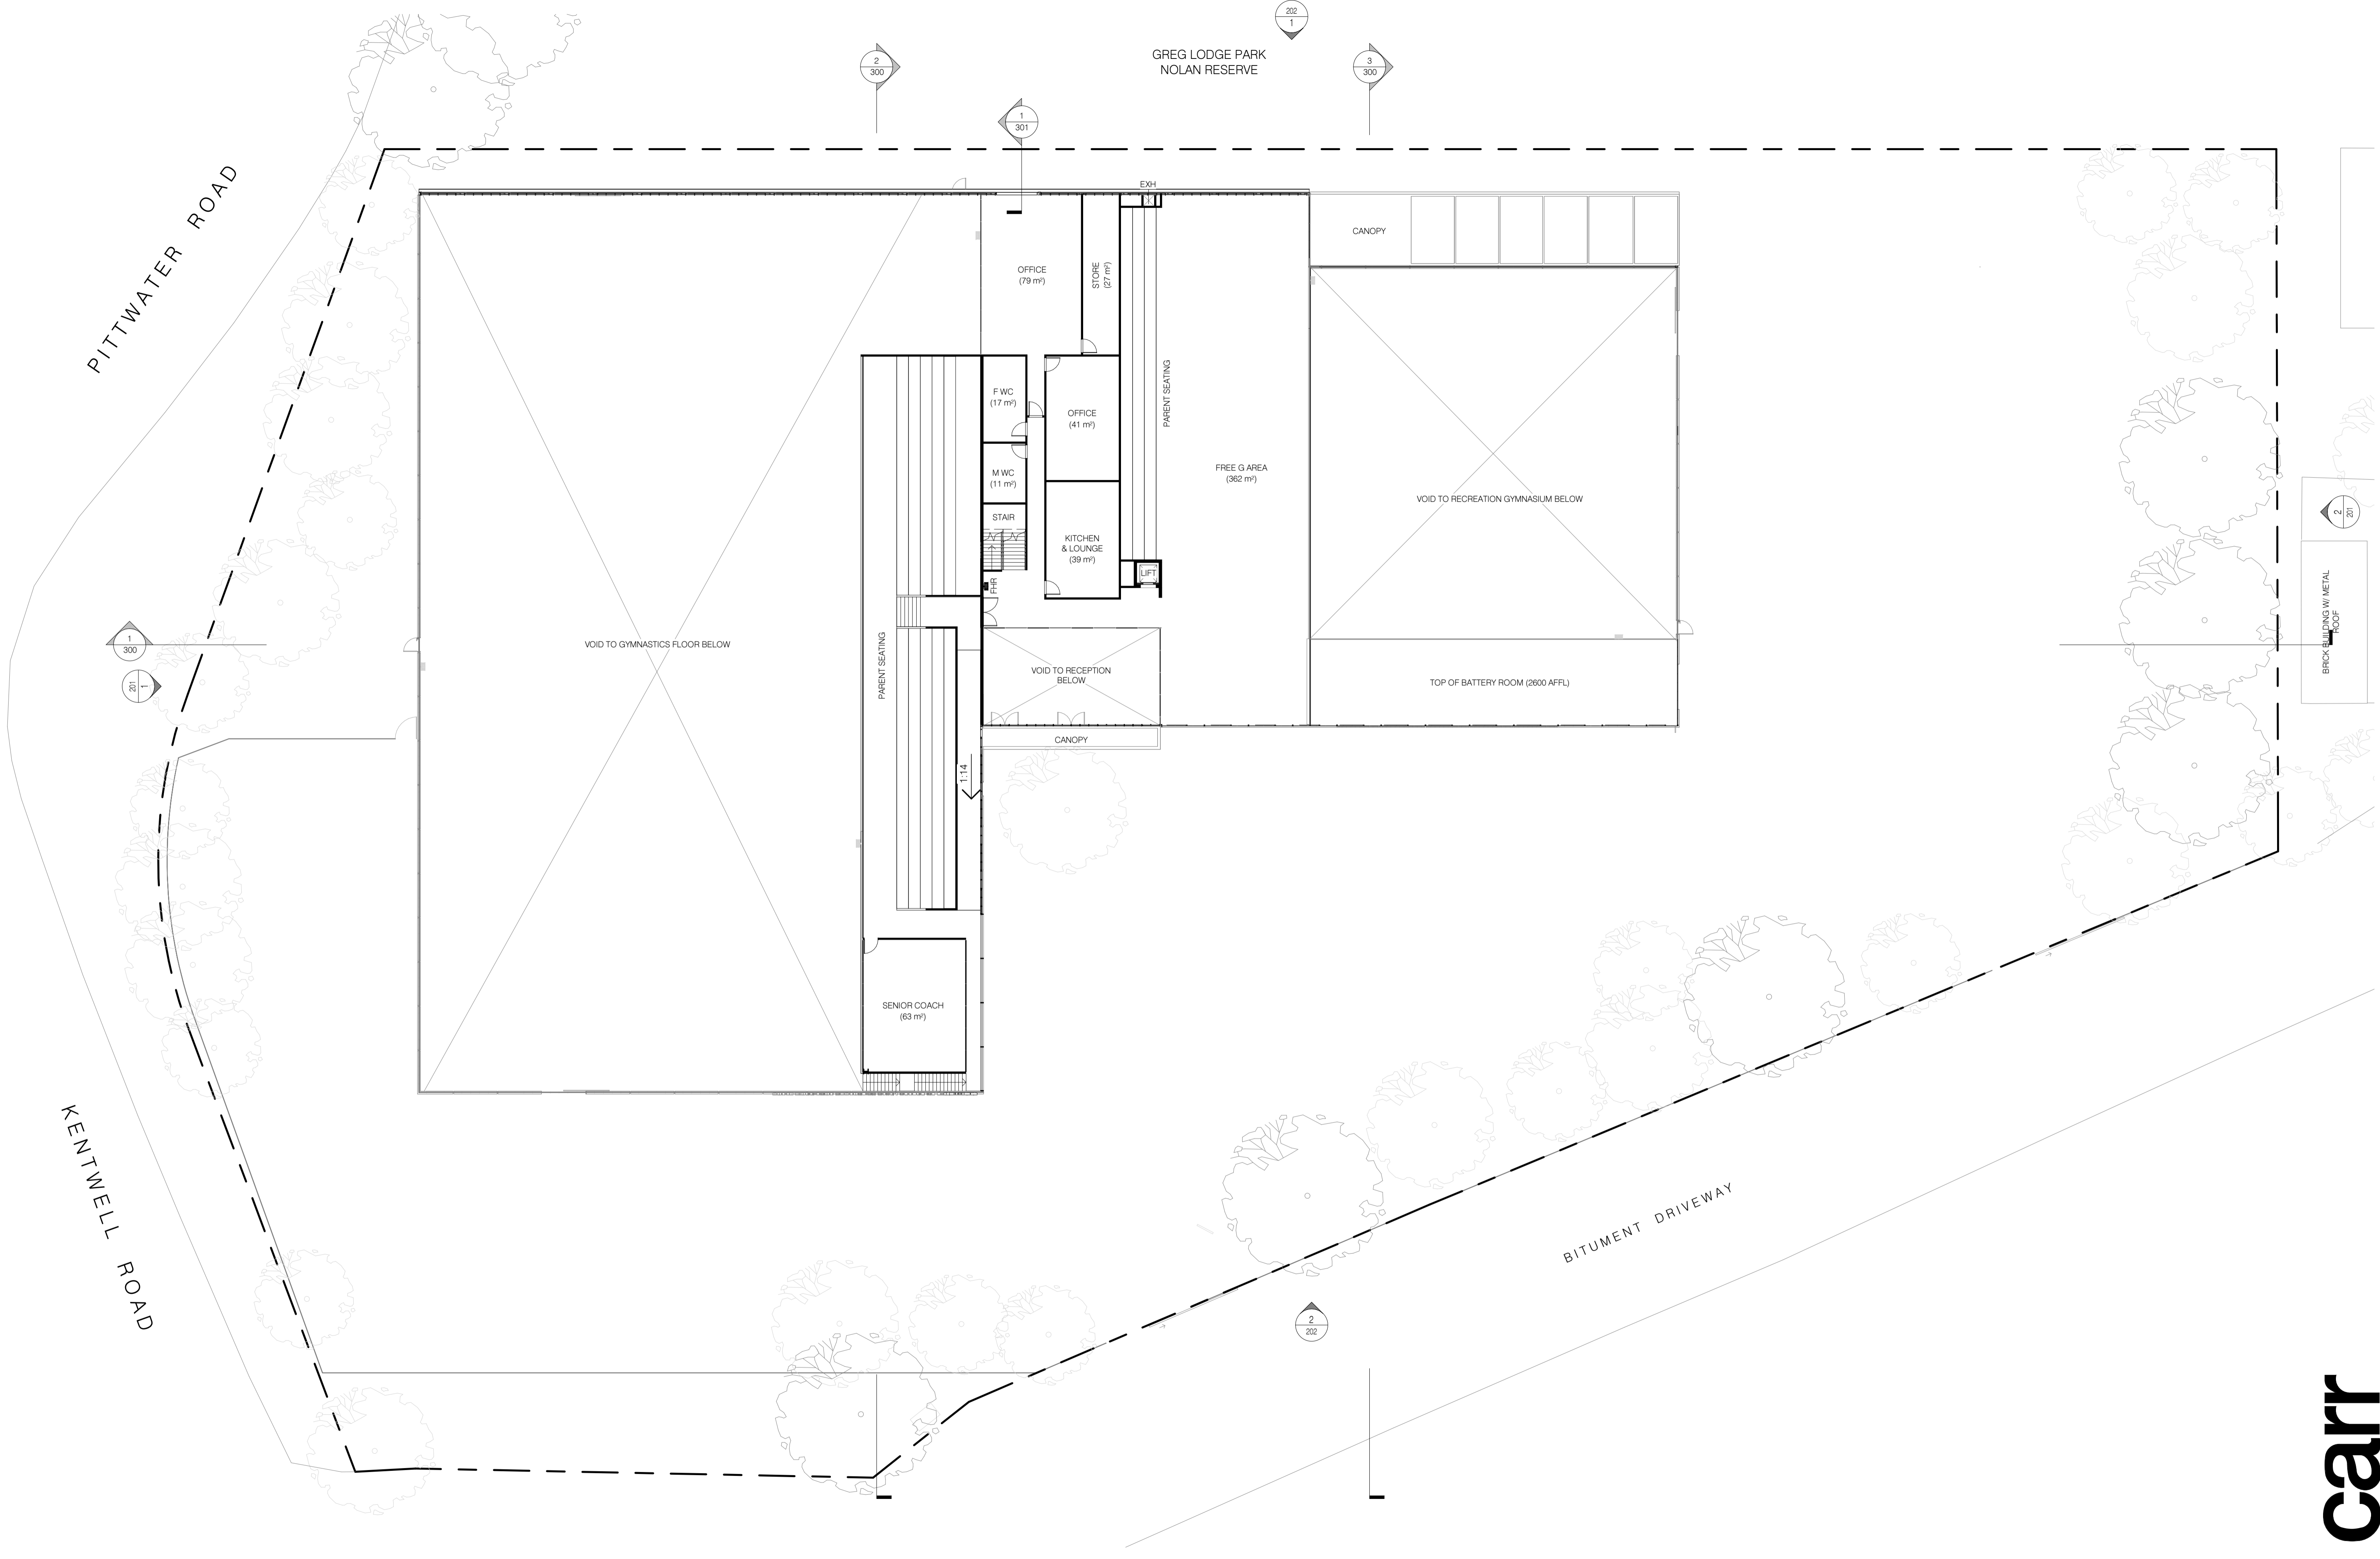 202
1
GREG LODGE PARK
NOLAN RESERVE
2
300
3
300
1
301
PITTWATER ROAD
EXH
CANOPY
OFFICE
(79 m²)
STORE
(27 m²)
F WC
(17 m²)
OFFICE
(41 m²)
PARENT SEATING
FREE G AREA
(362 m²)
M WC
(11 m²)
VOID TO RECREATION GYMNASIUM BELOW
2
201
STAIR
KITCHEN
& LOUNGE
(39 m²)
LIFT
FHR
BRICK BUILDING W/ METAL
ROOF
1
300
VOID TO GYMNASTICS FLOOR BELOW
PARENT SEATING
VOID TO RECEPTION
BELOW
TOP OF BATTERY ROOM (2600 AFFL)
201
1
CANOPY
1:14
SENIOR COACH
(63 m²)
KENTWELL ROAD
BITUMENT DRIVEWAY
2
202
carr